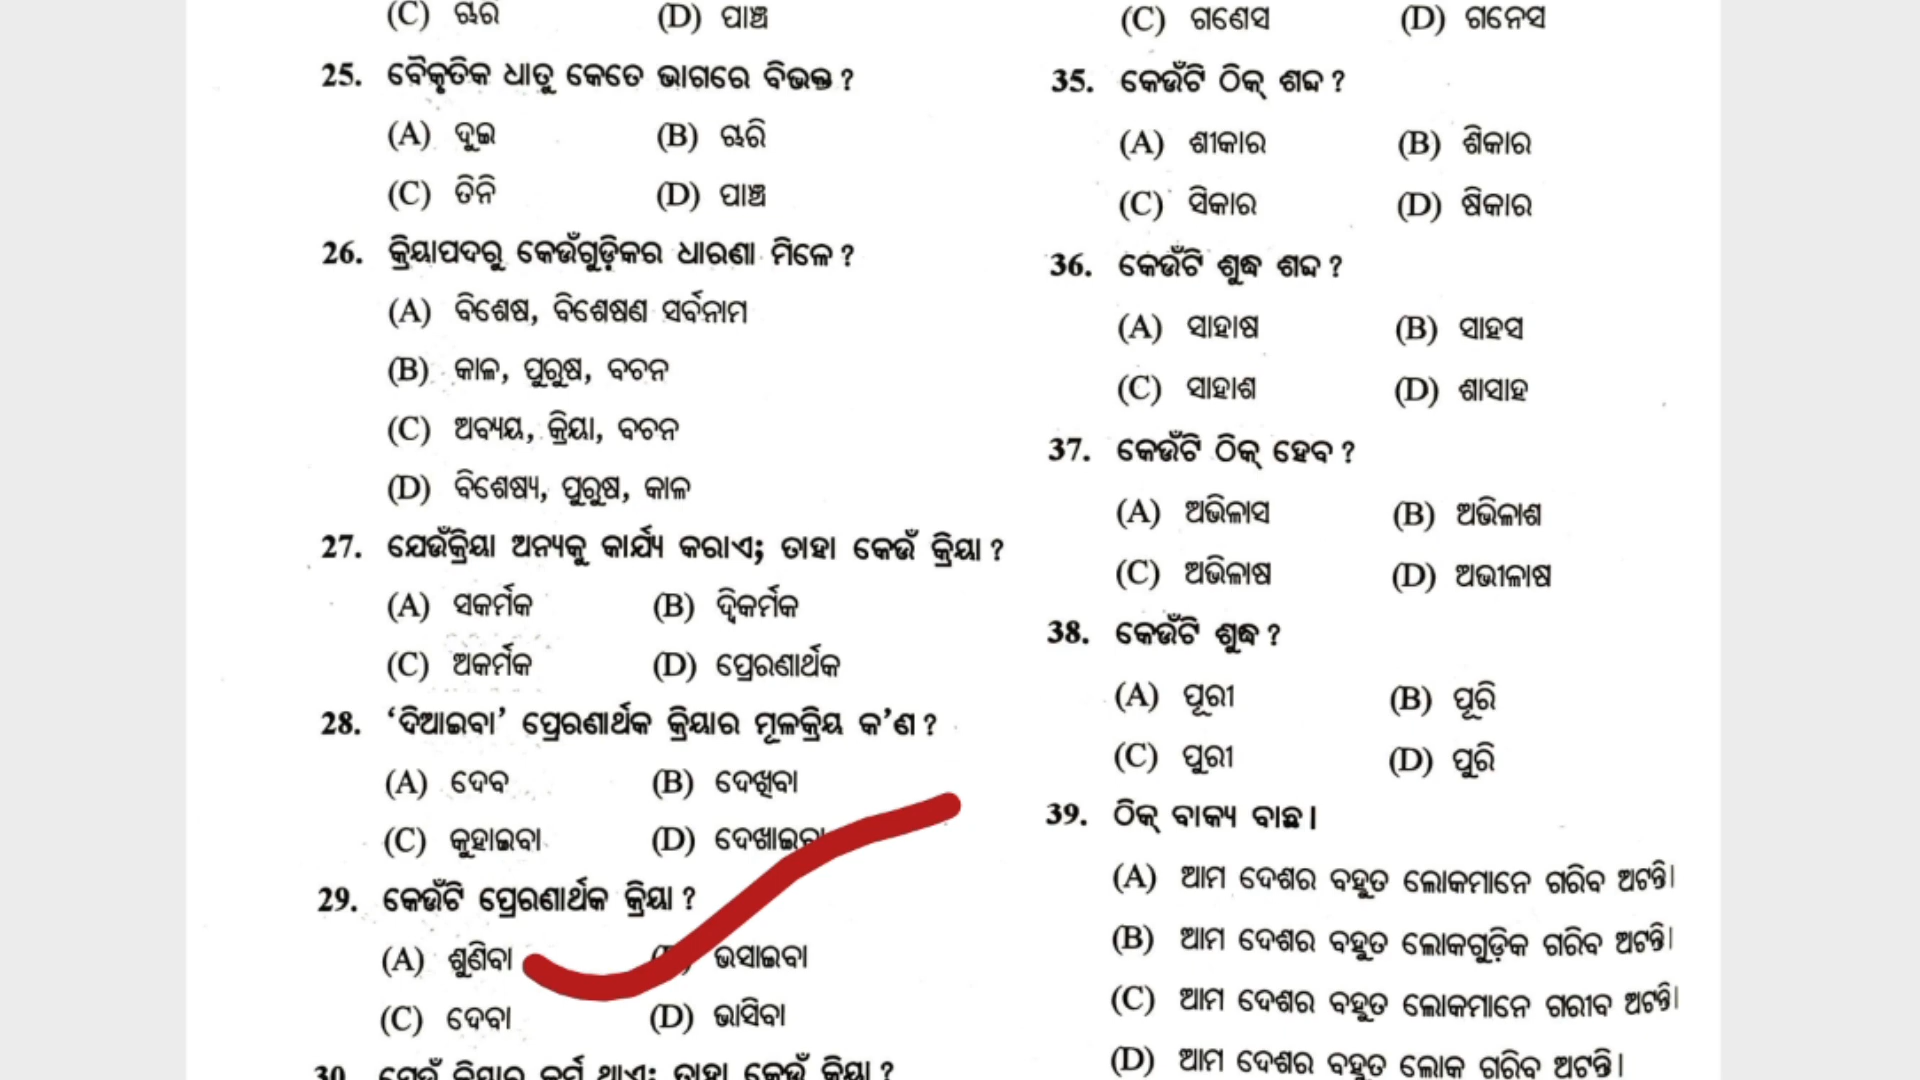 (C) ଋରି (D) ପାଞ୍ଚ
25. ବୈକୃତିକ ଧାତୁ କେତେ ଭାଗରେ ବିଭକ୍ତ ?
(A) ଦୁଇ (B) ଚାରି
(C) ତିନି (D) ପାଞ୍ଚ
26. କ୍ରିୟାପଦରୁ କେଉଁଗୁଡ଼ିକର ଧାରଣା ମିଳେ ?
(A) ବିଶେଷ, ବିଶେଷଣ ସର୍ବନାମ
(B) କାଳ, ପୁରୁଷ, ବଚନ
(C) ଅବ୍ୟୟ, କ୍ରିୟା, ବଚନ
(D) ବିଶେଷ୍ୟ, ପୁରୁଷ, କାଳ
27. ଯେଉଁକ୍ରିୟା ଅନ୍ୟକୁ କାର୍ଯ୍ୟ କରାଏ; ତାହା କେଉଁ କ୍ରିୟା ?
(A) ସକର୍ମକ (B) ଦ୍ୱିକର୍ମକ
(C) ଅକର୍ମକ (D) ପ୍ରେରଣାର୍ଥକ
28. ‘ଦିଆଇବା’ ପ୍ରେରଣାର୍ଥକ କ୍ରିୟାର ମୂଳକ୍ରିୟ କ’ଣ ?
(A) ଦେବ (B) ଦେଖିବା
(C) କୁହାଇବା (D) ଦେଖାଇବା
29. କେଉଁଟି ପ୍ରେରଣାର୍ଥକ କ୍ରିୟା ?
(A) ଶୁଣିବା ଭସାଇବା
(C) ଦେବା (D) ଭାସିବା
30. ଯେଉଁ କ୍ରିୟାର କର୍ମ ଥାଏ; ତାହା କେଉଁ କ୍ରିୟା ?
(C) ଗଣେସ (D) ଗନେସ
35. କେଉଁଟି ଠିକ୍ ଶବ୍ଦ ?
(A) ଶୀକାର (B) ଶିକାର
(C) ସିକାର (D) ଷିକାର
36. କେଉଁଟି ଶୁଦ୍ଧ ଶବ୍ଦ ?
(A) ସାହାଷ (B) ସାହସ
(C) ସାହାଶ (D) ଶାସାହ
37. କେଉଁଟି ଠିକ୍ ହେବ ?
(A) ଅଭିଳାସ (B) ଅଭିଳାଶ
(C) ଅଭିଳାଷ (D) ଅଭୀଳାଷ
38. କେଉଁଟି ଶୁଦ୍ଧ ?
(A) ପୂରୀ (B) ପୂରି
(C) ପୁରୀ (D) ପୁରି
39. ଠିକ୍ ବାକ୍ୟ ବାଛ।
(A) ଆମ ଦେଶର ବହୁତ ଲୋକମାନେ ଗରିବ ଅଟନ୍ତି।
(B) ଆମ ଦେଶର ବହୁତ ଲୋକଗୁଡ଼ିକ ଗରିବ ଅଟନ୍ତି।
(C) ଆମ ଦେଶର ବହୁତ ଲୋକମାନେ ଗରୀବ ଅଟନ୍ତି।
(D) ଆମ ଦେଶର ବହୁତ ଲୋକ ଗରିବ ଅଟନ୍ତି।